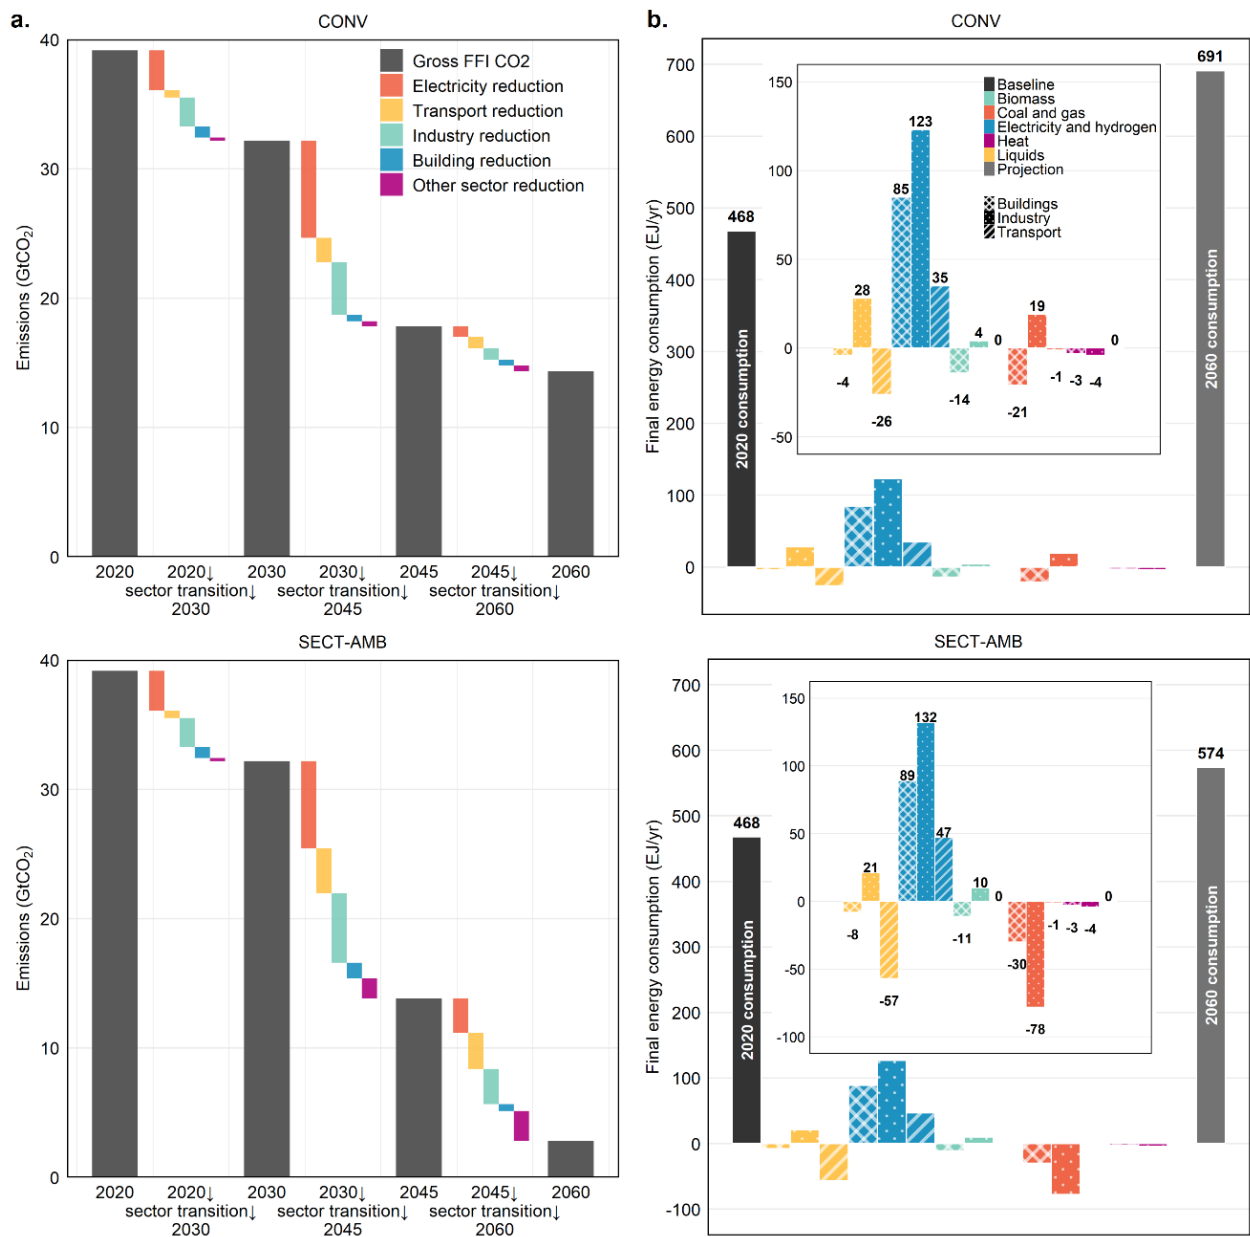 a.
CONV
Emissions (GtCO2)
40
30
20
10
0
Gross FFI CO2
Electricity reduction
Transport reduction
Industry reduction
Building reduction
Other sector reduction
2020 2020↓ 2030 2030↓ 2045 2045↓ 2060
sector transition↓ sector transition↓ sector transition↓
2030 2045 2060
b.
CONV
Final energy consumption (EJ/yr)
700
600
500
400
300
200
100
0
468
2020 consumption
691
2060 consumption
150
100
50
0
-50
Baseline
Biomass
Coal and gas
Electricity and hydrogen
Heat
Liquids
Projection
Buildings
Industry
Transport
-4
28
-26
85
123
35
-14
4
0
-21
19
-1
-3
-4
0
SECT-AMB
Emissions (GtCO2)
40
30
20
10
0
2020 2020↓ 2030 2030↓ 2045 2045↓ 2060
sector transition↓ sector transition↓ sector transition↓
2030 2045 2060
SECT-AMB
Final energy consumption (EJ/yr)
700
600
500
400
300
200
100
0
-100
468
2020 consumption
574
2060 consumption
150
100
50
0
-50
-100
-8
21
-57
89
132
47
-11
10
0
-30
-78
-1
-3
-4
0